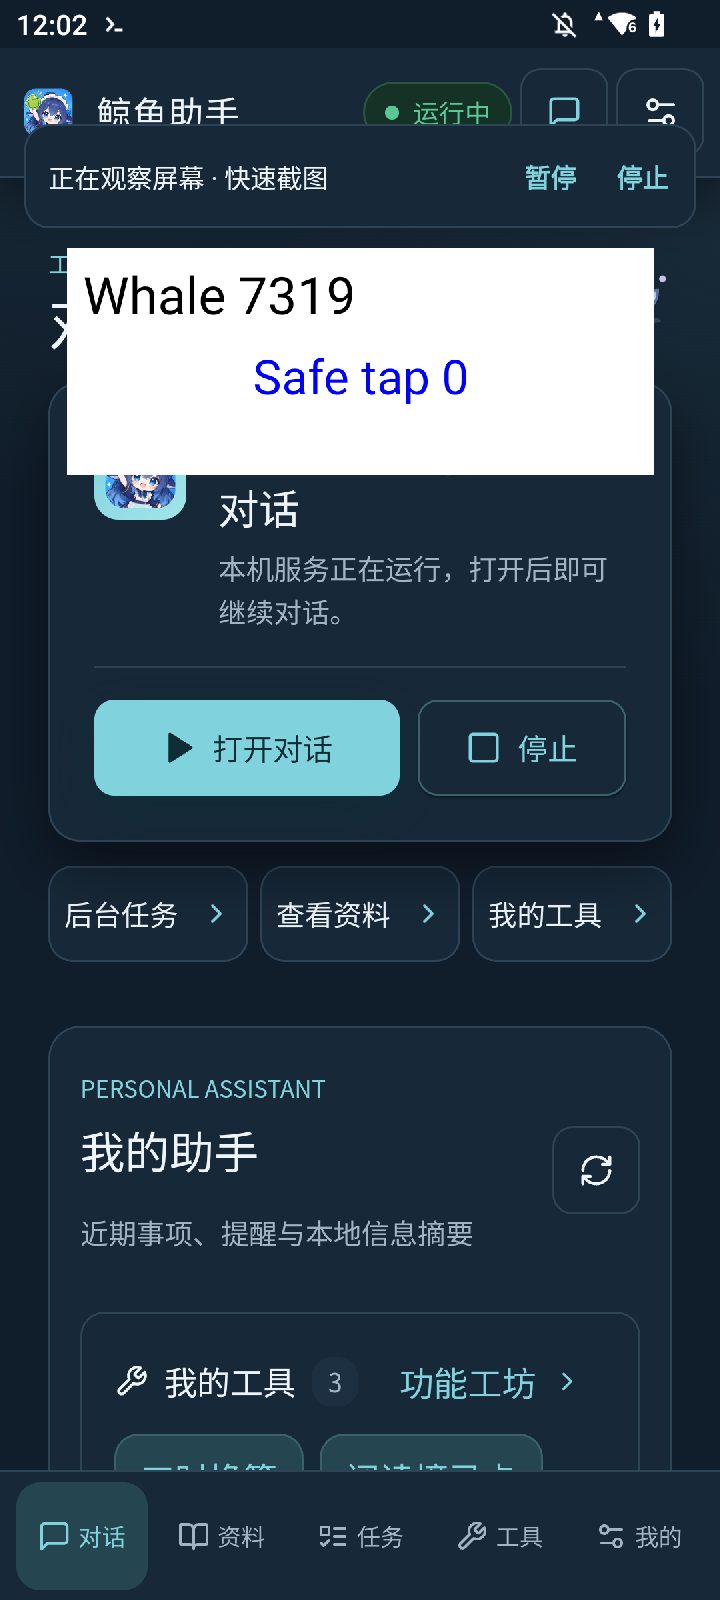 12:02
鲸鱼助手
运行中
正在观察屏幕 · 快速截图 暂停 停止
Whale 7319
Safe tap 0
对话
本机服务正在运行，打开后即可
继续对话。
打开对话 停止
后台任务 查看资料 我的工具
PERSONAL ASSISTANT
我的助手
近期事项、提醒与本地信息摘要
我的工具 3 功能工坊
对话 资料 任务 工具 我的